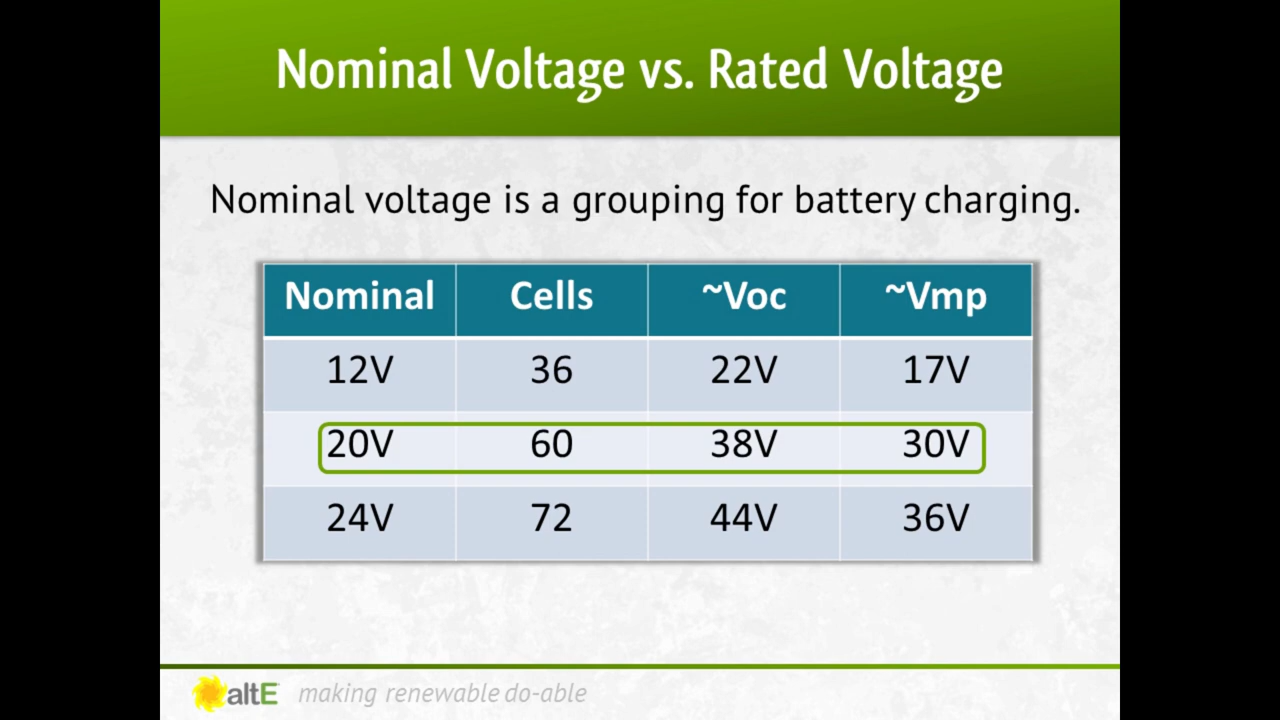 Nominal Voltage vs. Rated Voltage
Nominal voltage is a grouping for battery charging.
Nominal Cells ~Voc ~Vmp
12V 36 22V 17V
20V 60 38V 30V
24V 72 44V 36V
altE making renewable do-able